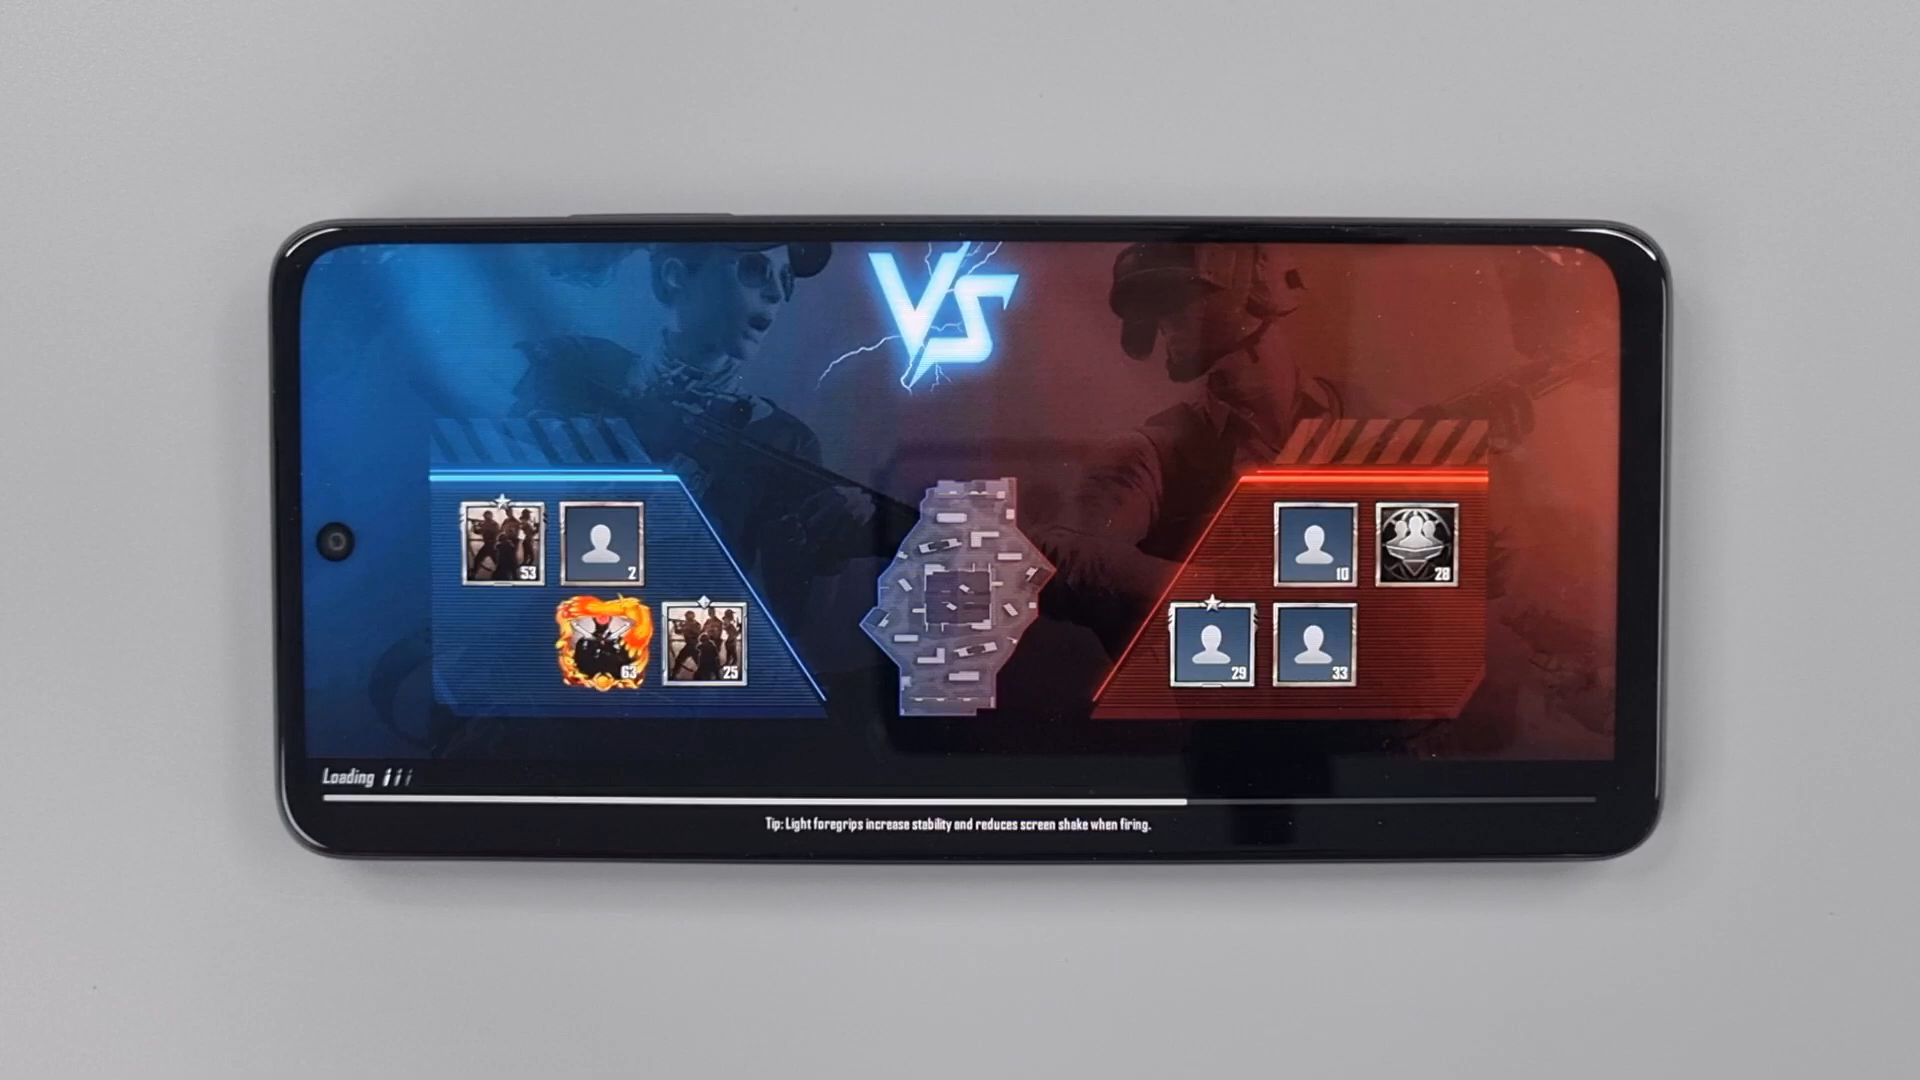 VS
53
2
10
28
63
25
29
33
Loading
Tip: Light foregrips increase stability and reduces screen shake when firing.